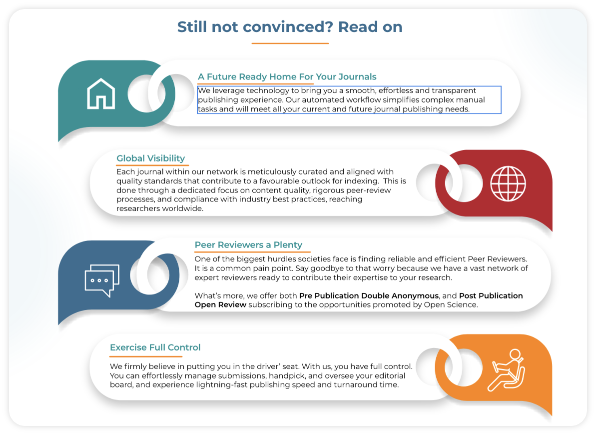 Still not convinced? Read on
A Future Ready Home For Your Journals
We leverage technology to bring you a smooth, effortless and transparent
publishing experience. Our automated workflow simplifies complex manual
tasks and will meet all your current and future journal publishing needs.
Global Visibility
Each journal within our network is meticulously curated and aligned with
quality standards that contribute to a favourable outlook for indexing. This is
done through a dedicated focus on content quality, rigorous peer-review
processes, and compliance with industry best practices, reaching
researchers worldwide.
Peer Reviewers a Plenty
One of the biggest hurdles societies face is finding reliable and efficient Peer Reviewers.
It is a common pain point. Say goodbye to that worry because we have a vast network of
expert reviewers ready to contribute their expertise to your research.
What's more, we offer both Pre Publication Double Anonymous, and Post Publication
Open Review subscribing to the opportunities promoted by Open Science.
Exercise Full Control
We firmly believe in putting you in the driver' seat. With us, you have full control.
You can effortlessly manage submissions, handpick, and oversee your editorial
board, and experience lightning-fast publishing speed and turnaround time.